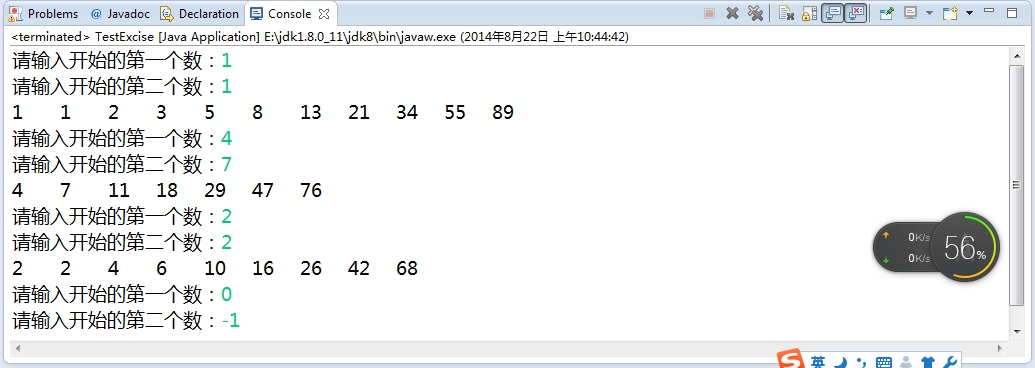 Problems @ Javadoc Declaration Console
<terminated> TestExcise [Java Application] E:\jdk1.8.0_11\jdk8\bin\javaw.exe (2014年8月22日 上午10:44:42)
请输入开始的第一个数：1
请输入开始的第二个数：1
1 1 2 3 5 8 13 21 34 55 89
请输入开始的第一个数：4
请输入开始的第二个数：7
4 7 11 18 29 47 76
请输入开始的第一个数：2
请输入开始的第二个数：2
2 2 4 6 10 16 26 42 68
请输入开始的第一个数：0
请输入开始的第二个数：-1
0K/s
0K/s
56%
S 英